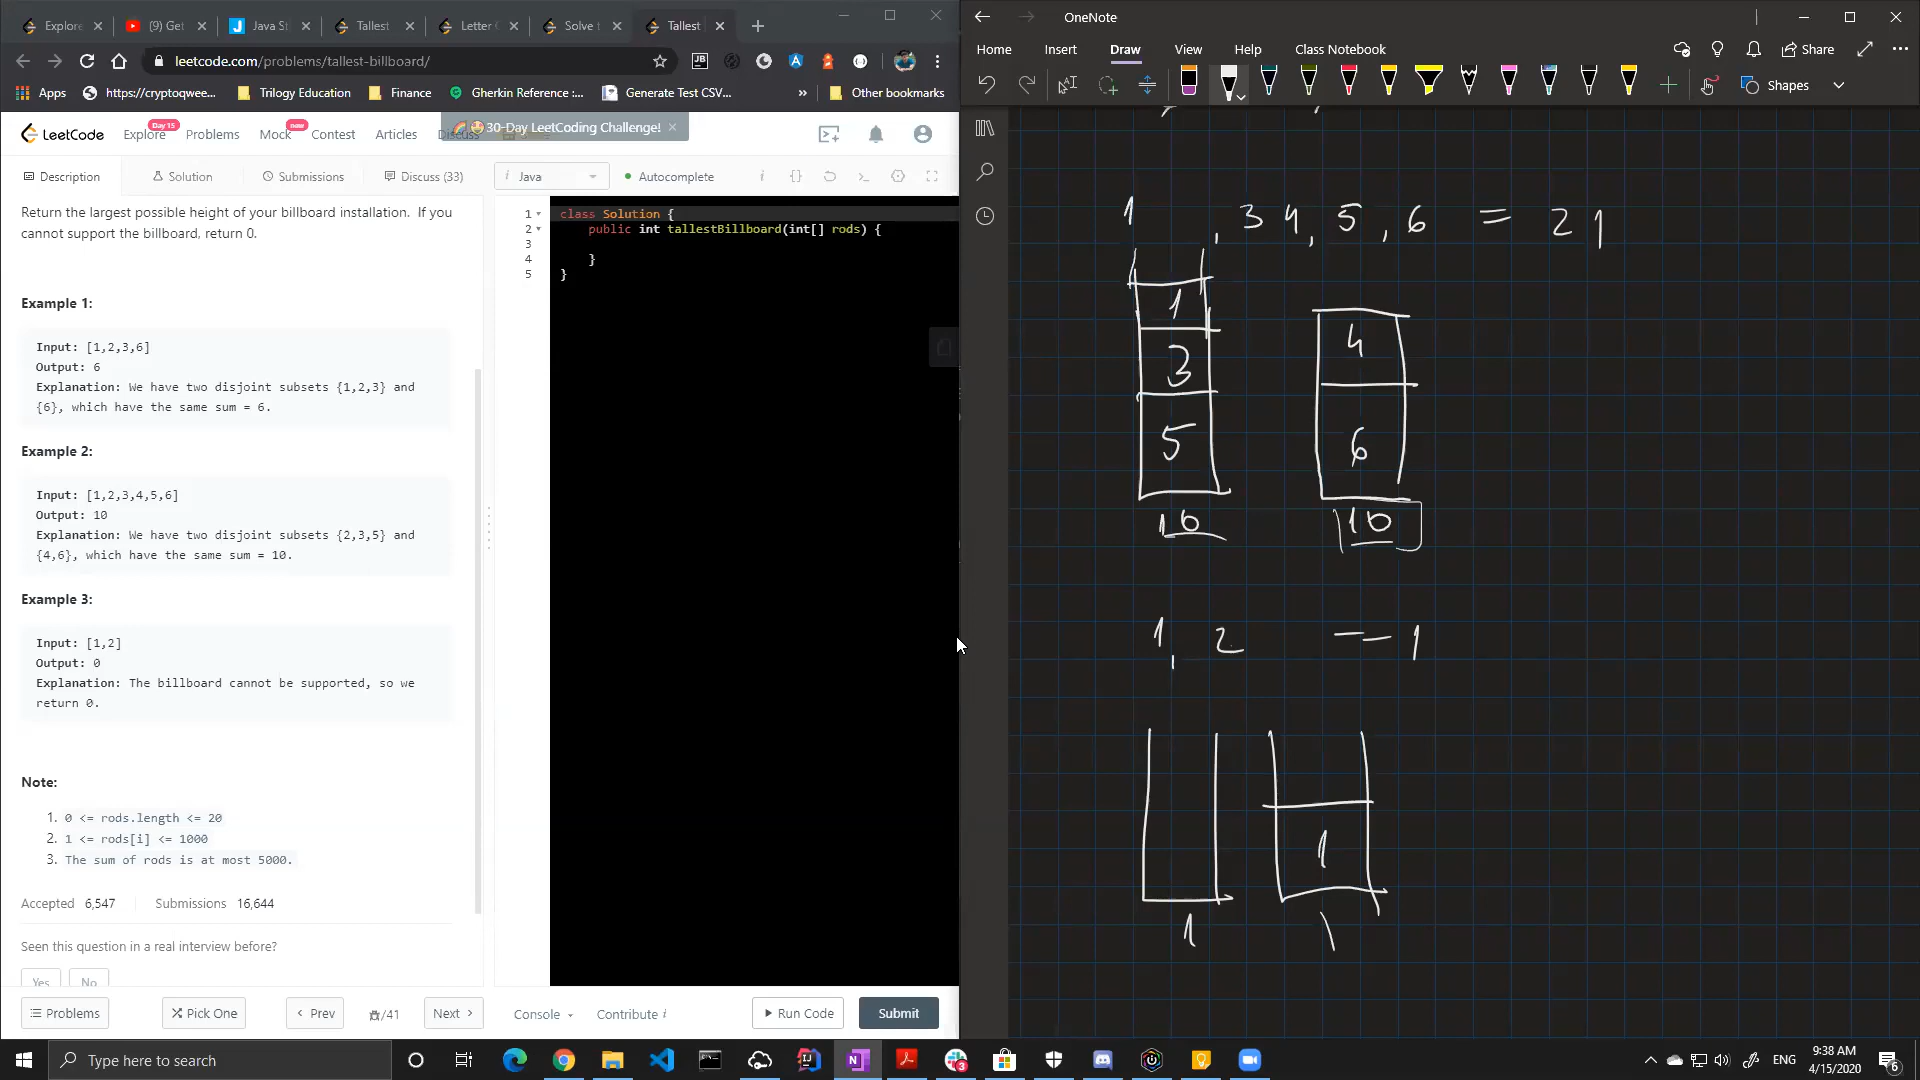 Explore
(9) Get
Java St
Tallest
Letter
Solve
Tallest
leetcode.com/problems/tallest-billboard/
Apps
https://cryptoqwee...
Trilogy Education
Finance
Gherkin Reference :...
Generate Test CSV...
»
Other bookmarks
LeetCode
Explore
Day 15
Problems
Mock
new
Contest
Articles
Discuss
30-Day LeetCoding Challenge!
Description
Solution
Submissions
Discuss (33)
Java
Autocomplete
Return the largest possible height of your billboard installation. If you
cannot support the billboard, return 0.
Example 1:
Input: [1,2,3,6]
Output: 6
Explanation: We have two disjoint subsets {1,2,3} and
{6}, which have the same sum = 6.
Example 2:
Input: [1,2,3,4,5,6]
Output: 10
Explanation: We have two disjoint subsets {2,3,5} and
{4,6}, which have the same sum = 10.
Example 3:
Input: [1,2]
Output: 0
Explanation: The billboard cannot be supported, so we
return 0.
Note:
1. 0 <= rods.length <= 20
2. 1 <= rods[i] <= 1000
3. The sum of rods is at most 5000.
Accepted 6,547
Submissions 16,644
Seen this question in a real interview before?
Yes
No
1 class Solution {
2 public int tallestBillboard(int[] rods) {
3
4 }
5 }
Problems
Pick One
Prev
/41
Next
Console
Contribute i
Run Code
Submit
OneNote
Home
Insert
Draw
View
Help
Class Notebook
Share
Shapes
1 , 3 4, 5, 6 = 21
1
3
5
10
4
6
10
1, 2
1
1
1
Type here to search
3
ENG
9:38 AM
4/15/2020
6